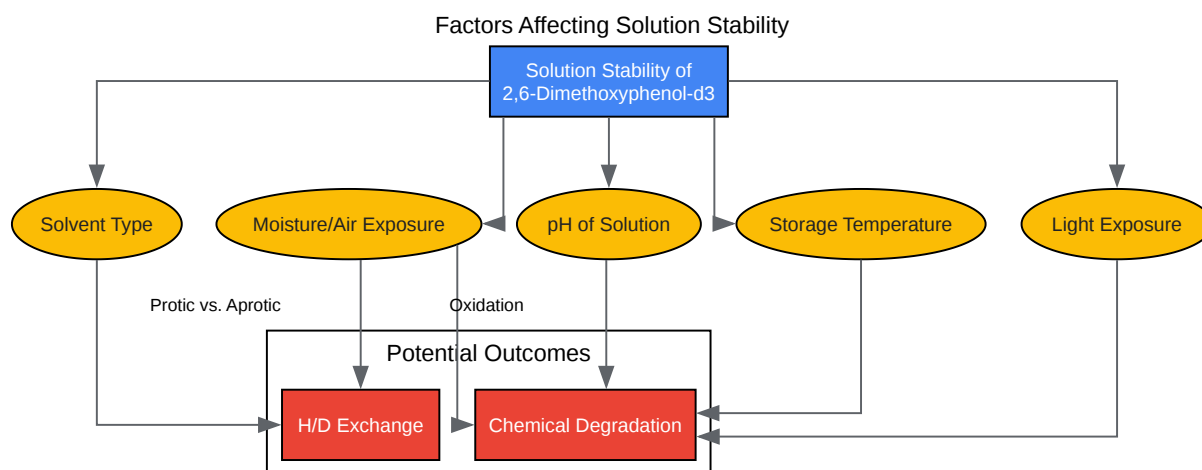 Factors Affecting Solution Stability
Solution Stability of
2,6-Dimethoxyphenol-d3
Solvent Type
Moisture/Air Exposure
pH of Solution
Storage Temperature
Light Exposure
Protic vs. Aprotic
Oxidation
Potential Outcomes
H/D Exchange
Chemical Degradation